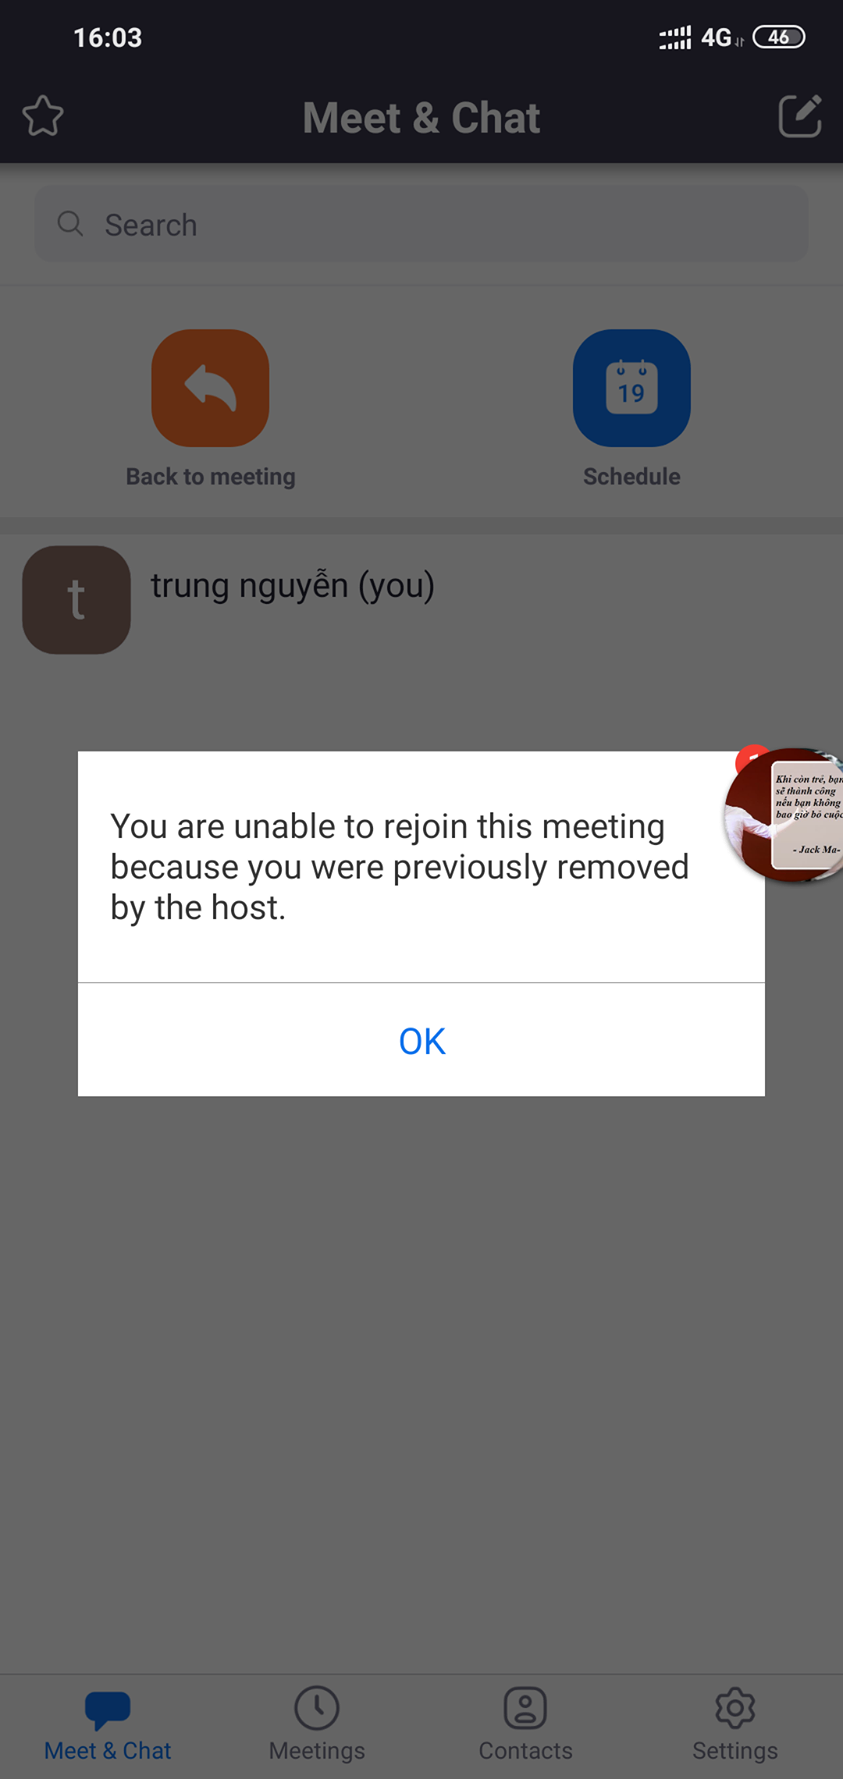 16:03
4G
46
Meet & Chat
Search
19
Back to meeting
Schedule
t
trung nguyễn (you)
Khi còn trẻ, bạn
sẽ thành công
nếu bạn không
bao giờ bỏ cuộc
- Jack Ma-
You are unable to rejoin this meeting
because you were previously removed
by the host.
OK
Meet & Chat
Meetings
Contacts
Settings